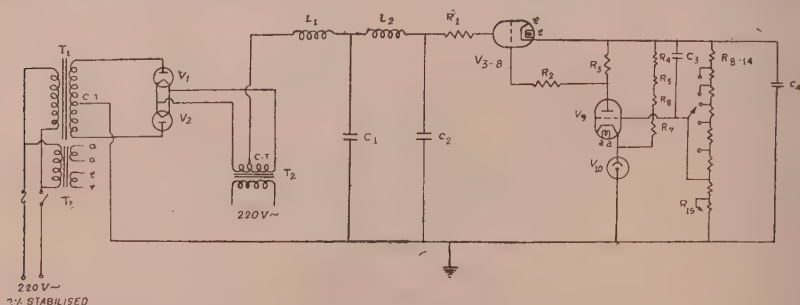 T1
C.T
V1
V2
a
a
e
e
220V~
2% STABILISED
C.T
T2
220V~
L1
L2
R1
C1
C2
V3-8
e
e
R2
R3
V9
a a
V10
R4
R5
R6
R7
C3
R8-14
R15
C4